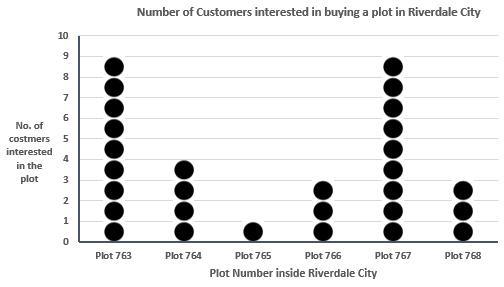 Number of Customers interested in buying a plot in Riverdale City
10
9
8
7
6
5
4
3
2
1
0
No. of
costmers
interested
in the
plot
Plot 763 Plot 764 Plot 765 Plot 766 Plot 767 Plot 768
Plot Number inside Riverdale City